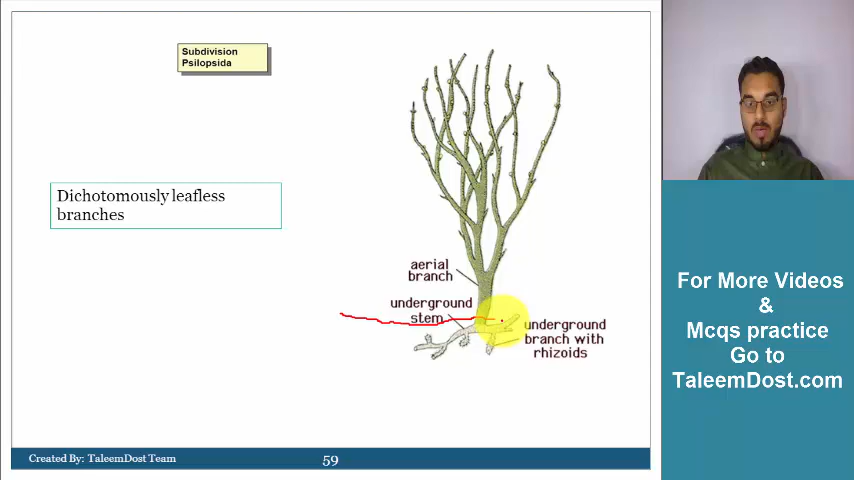 Subdivision
Psilopsida
Dichotomously leafless
branches
aerial
branch
underground
stem
underground
branch with
rhizoids
For More Videos
&
Mcqs practice
Go to
TaleemDost.com
Created By: TaleemDost Team
59